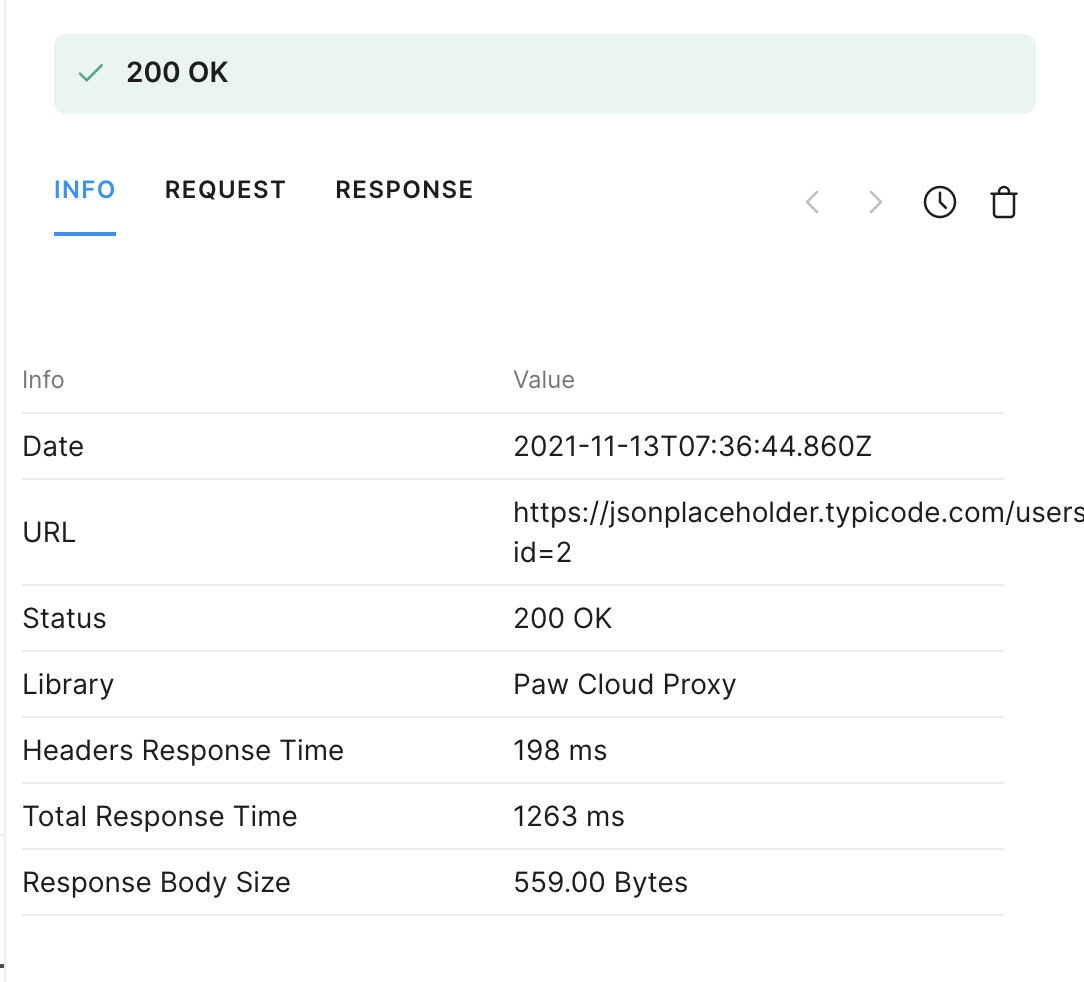 200 OK
INFO REQUEST RESPONSE
Info Value
Date 2021-11-13T07:36:44.860Z
URL https://jsonplaceholder.typicode.com/users
id=2
Status 200 OK
Library Paw Cloud Proxy
Headers Response Time 198 ms
Total Response Time 1263 ms
Response Body Size 559.00 Bytes